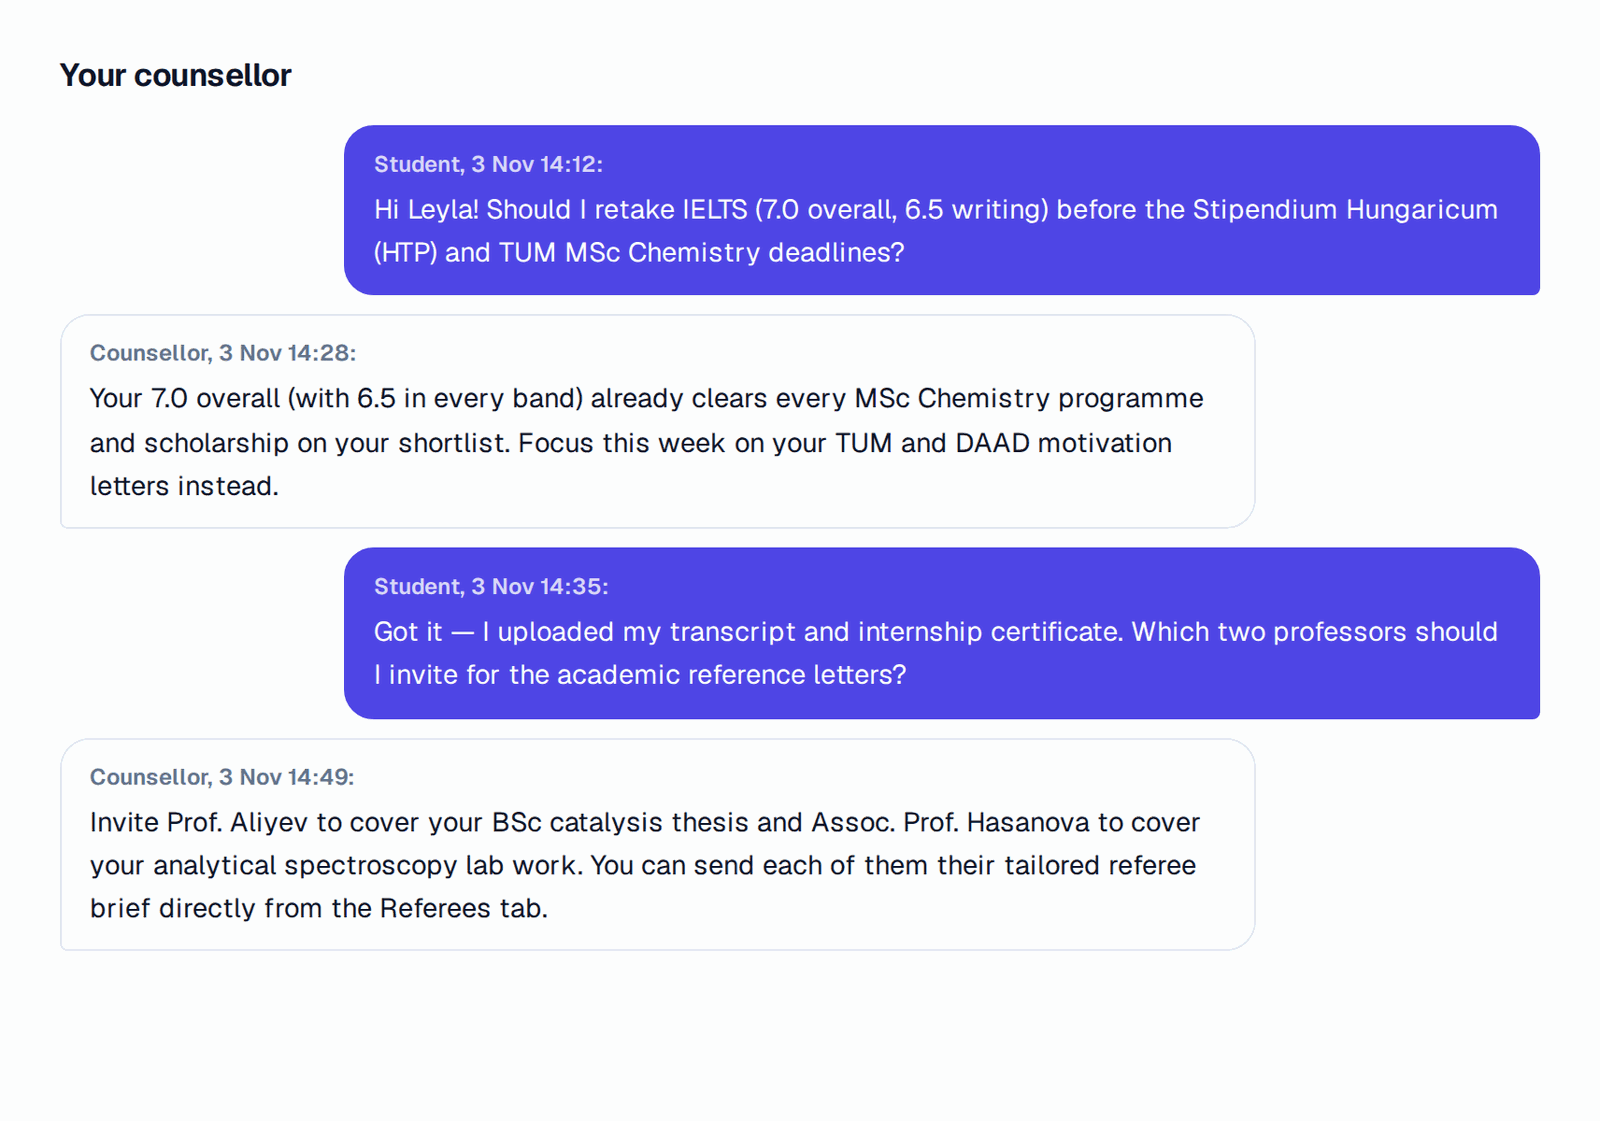 Your counsellor
Student, 3 Nov 14:12:
Hi Leyla! Should I retake IELTS (7.0 overall, 6.5 writing) before the Stipendium Hungaricum
(HTP) and TUM MSc Chemistry deadlines?
Counsellor, 3 Nov 14:28:
Your 7.0 overall (with 6.5 in every band) already clears every MSc Chemistry programme
and scholarship on your shortlist. Focus this week on your TUM and DAAD motivation
letters instead.
Student, 3 Nov 14:35:
Got it — I uploaded my transcript and internship certificate. Which two professors should
I invite for the academic reference letters?
Counsellor, 3 Nov 14:49:
Invite Prof. Aliyev to cover your BSc catalysis thesis and Assoc. Prof. Hasanova to cover
your analytical spectroscopy lab work. You can send each of them their tailored referee
brief directly from the Referees tab.